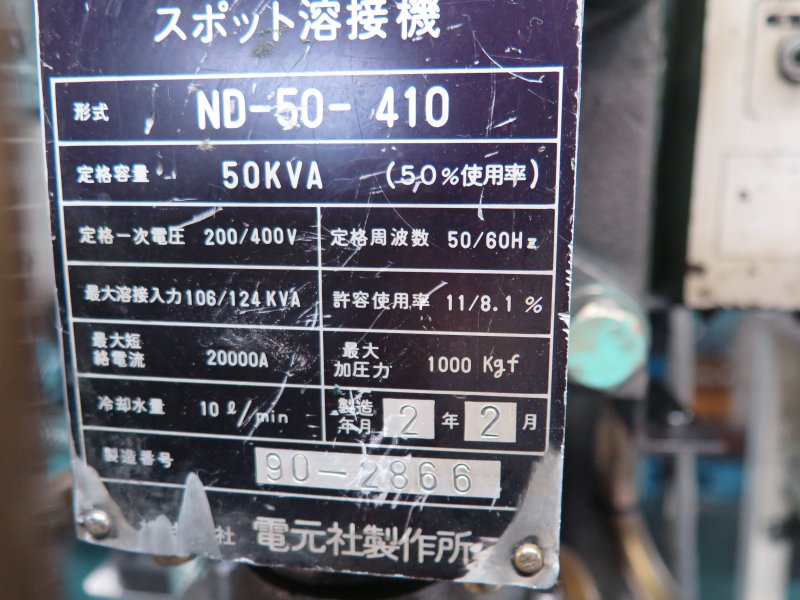 スポット溶接機
形式 ND-50-410
定格容量 50KVA (50%使用率)
定格一次電圧 200/400V 定格周波数 50/60Hz
最大溶接入力 106/124KVA 許容使用率 11/8.1%
最大短絡電流 20000A 最大加圧力 1000 Kgf
冷却水量 10ℓ/min 製造年月 2年2月
製造番号 90-2866
社 電元社製作所